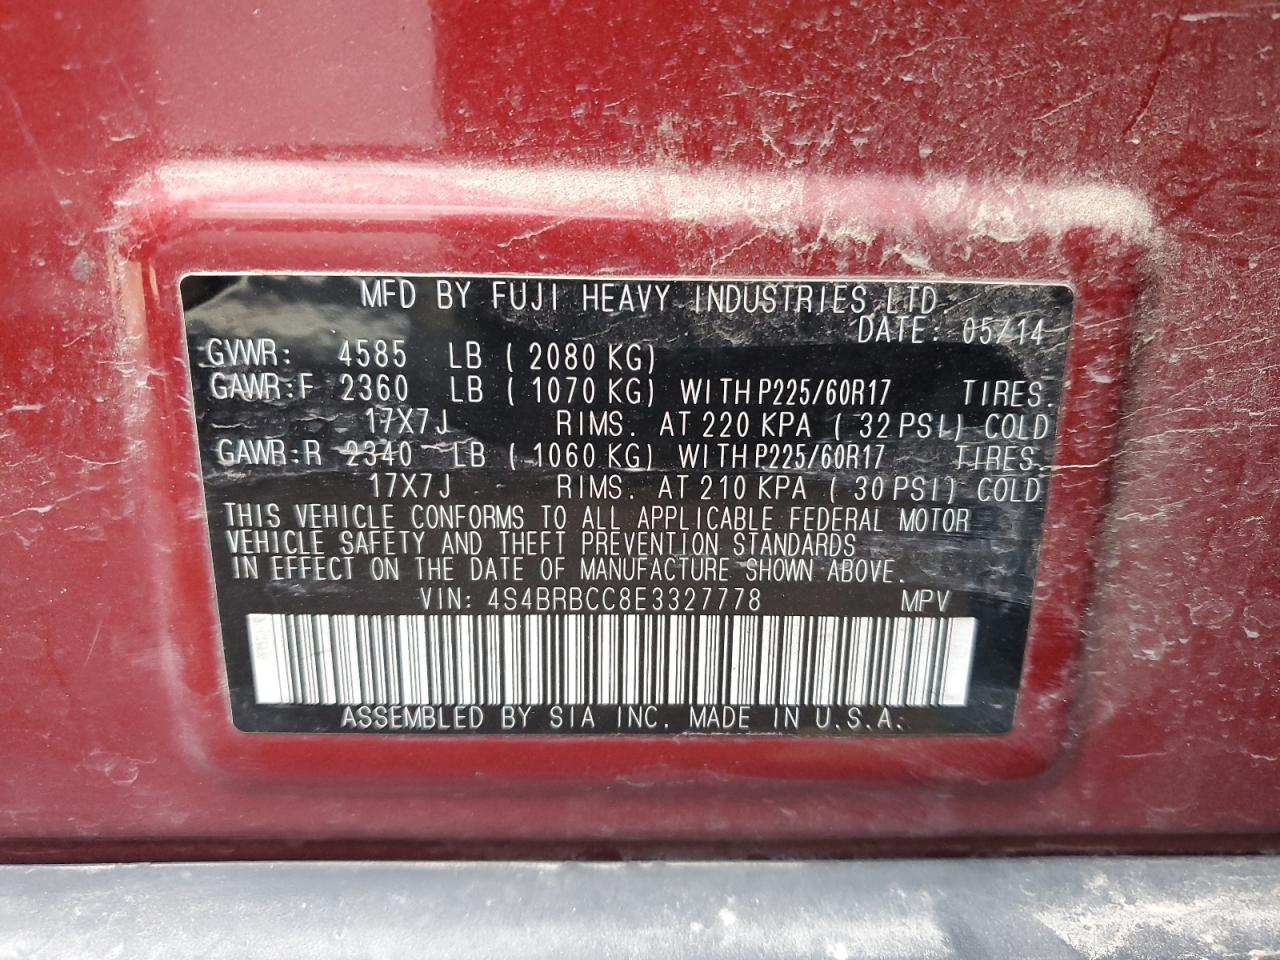 MFD BY FUJI HEAVY INDUSTRIES LTD.
DATE: 05/14
GVWR: 4585 LB ( 2080 KG)
GAWR:F 2360 LB ( 1070 KG) WITH P225/60R17 TIRES.
17X7J RIMS. AT 220 KPA ( 32 PSI) COLD
GAWR:R 2340 LB ( 1060 KG) WITH P225/60R17 TIRES.
17X7J RIMS. AT 210 KPA ( 30 PSI) COLD
THIS VEHICLE CONFORMS TO ALL APPLICABLE FEDERAL MOTOR
VEHICLE SAFETY AND THEFT PREVENTION STANDARDS
IN EFFECT ON THE DATE OF MANUFACTURE SHOWN ABOVE.
VIN: 4S4BRBCC8E3327778 MPV
ASSEMBLED BY SIA INC. MADE IN U.S.A.